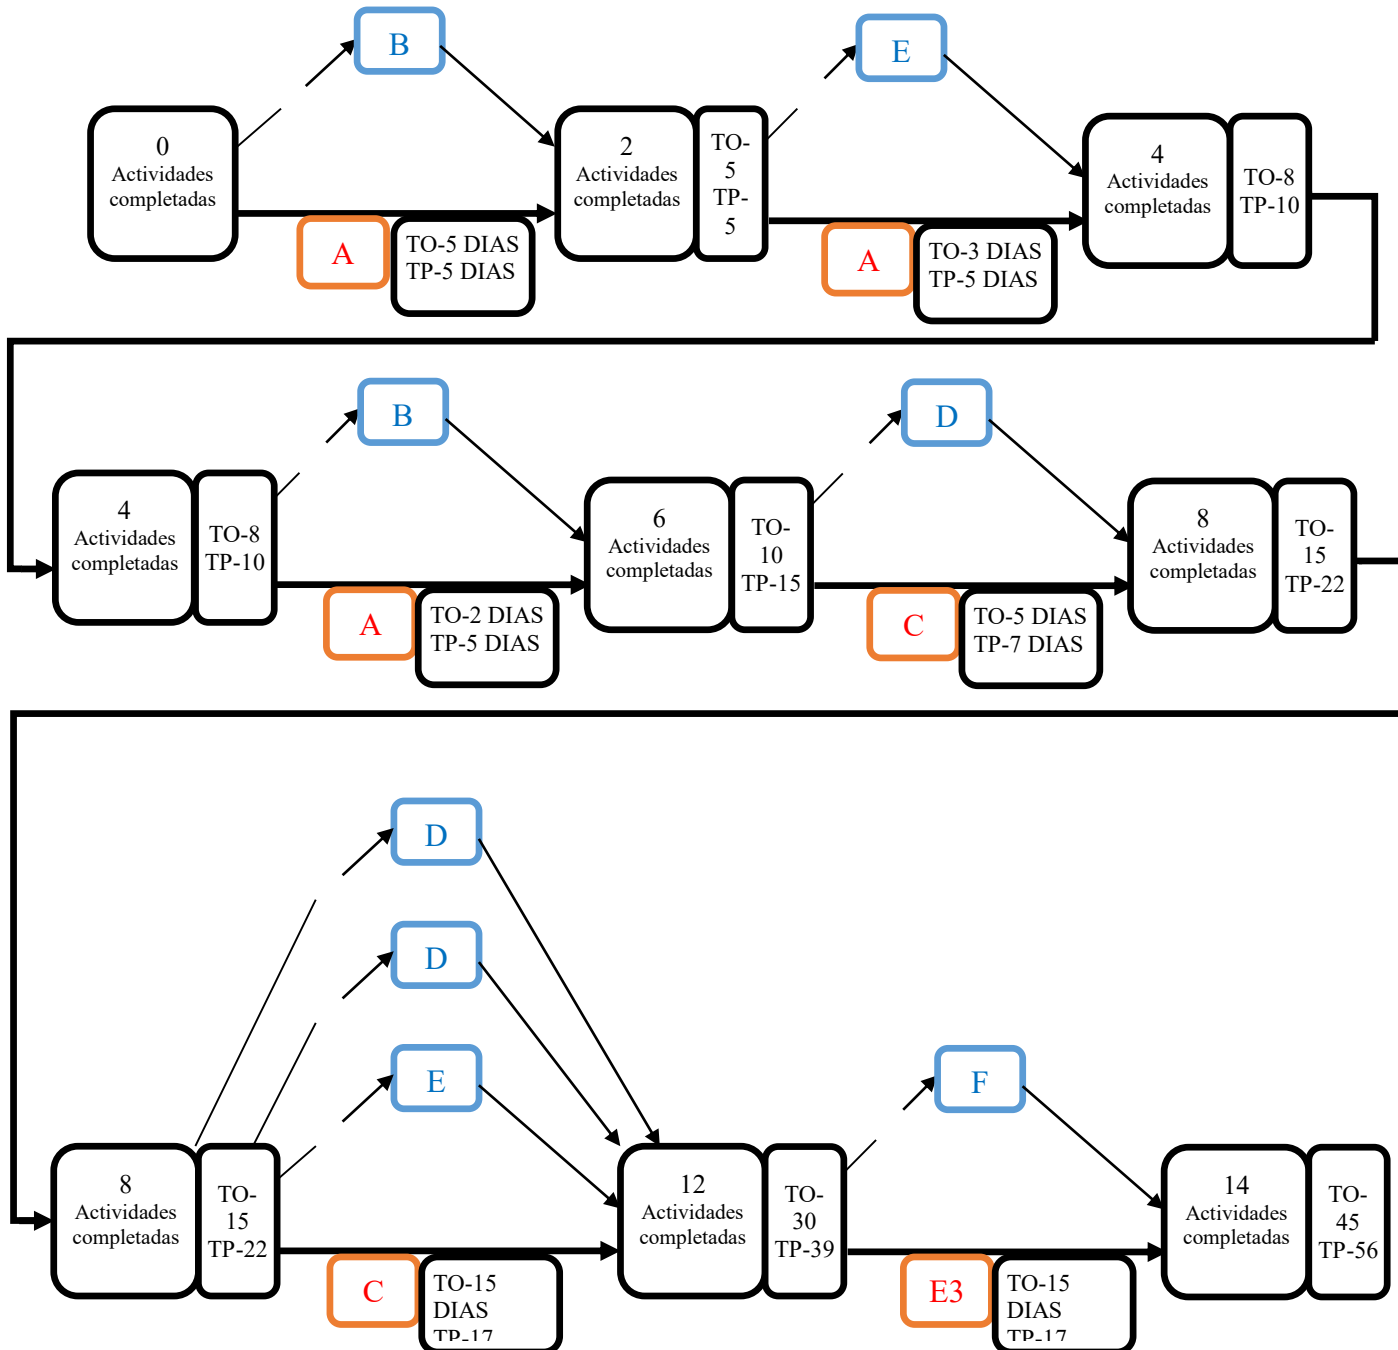 B
E
0
Actividades
completadas
2
Actividades
completadas
TO-
5
TP-
5
4
Actividades
completadas
TO-8
TP-10
A
TO-5 DIAS
TP-5 DIAS
A
TO-3 DIAS
TP-5 DIAS
B
D
4
Actividades
completadas
TO-8
TP-10
6
Actividades
completadas
TO-
10
TP-15
8
Actividades
completadas
TO-
15
TP-22
A
TO-2 DIAS
TP-5 DIAS
C
TO-5 DIAS
TP-7 DIAS
D
D
E
F
8
Actividades
completadas
TO-
15
TP-22
12
Actividades
completadas
TO-
30
TP-39
14
Actividades
completadas
TO-
45
TP-56
C
TO-15
DIAS
TP-17
E3
TO-15
DIAS
TP-17